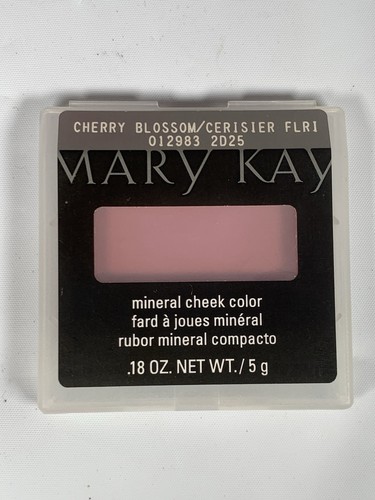 CHERRY BLOSSOM/CERISIER FLRI
012983 2D25
MARY KAY
mineral cheek color
fard à joues minéral
rubor mineral compacto
.18 OZ. NET WT./5 g